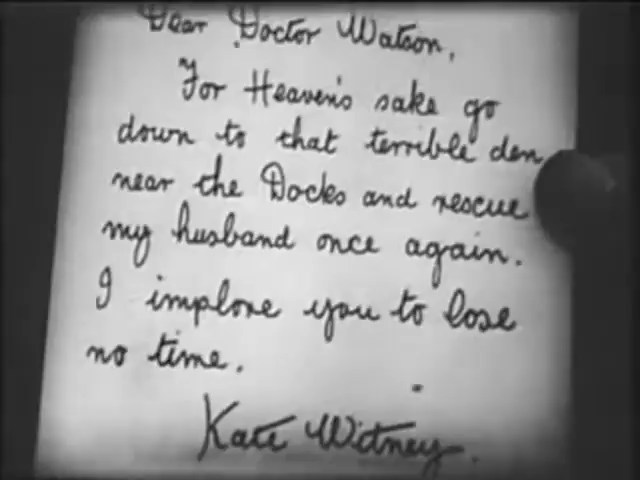 Dear Doctor Watson,
For Heaven's sake go
down to that terrible den
near the Docks and rescue
my husband once again.
I implore you to lose
no time.
Kate Witney.